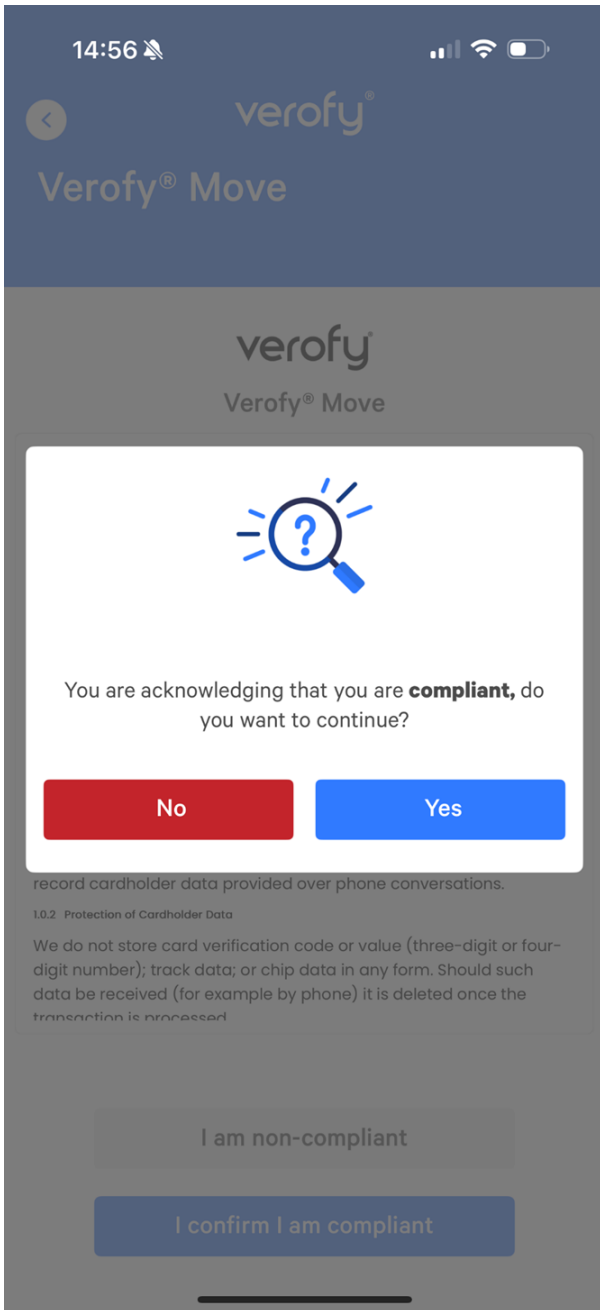 14:56
verofy®
Verofy® Move
verofy
Verofy® Move
?
You are acknowledging that you are compliant, do
you want to continue?
No
Yes
record cardholder data provided over phone conversations.
1.0.2 Protection of Cardholder Data
We do not store card verification code or value (three-digit or four-
digit number); track data; or chip data in any form. Should such
data be received (for example by phone) it is deleted once the
transaction is processed
I am non-compliant
I confirm I am compliant